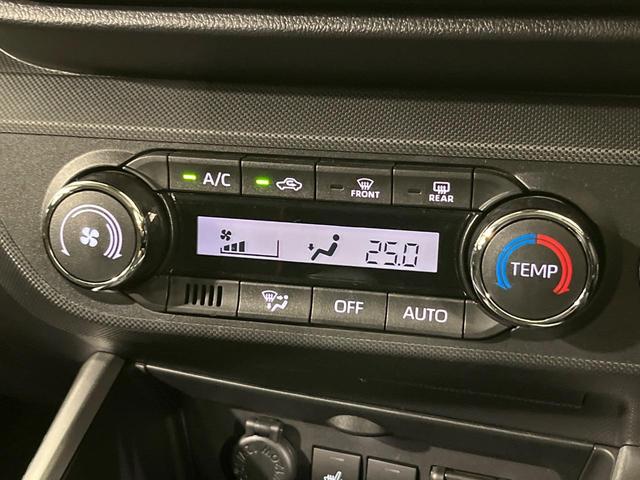 A/C
FRONT
REAR
25.0
TEMP
OFF
AUTO